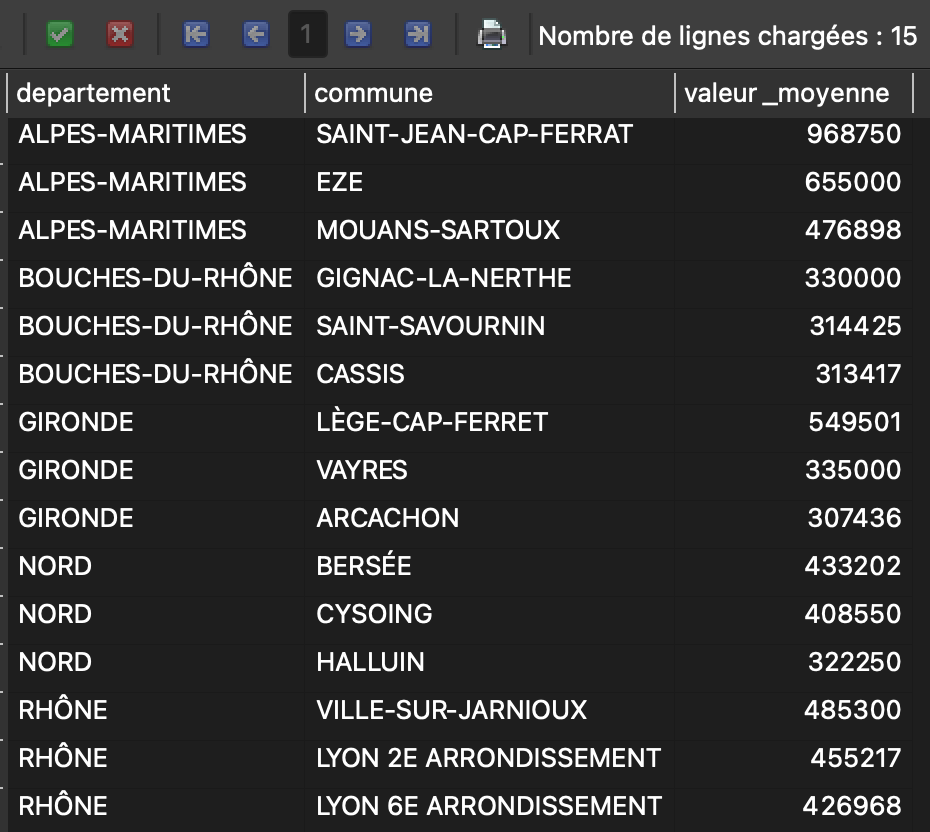 1 Nombre de lignes chargées : 15
departement commune valeur_moyenne
ALPES-MARITIMES SAINT-JEAN-CAP-FERRAT 968750
ALPES-MARITIMES EZE 655000
ALPES-MARITIMES MOUANS-SARTOUX 476898
BOUCHES-DU-RHÔNE GIGNAC-LA-NERTHE 330000
BOUCHES-DU-RHÔNE SAINT-SAVOURNIN 314425
BOUCHES-DU-RHÔNE CASSIS 313417
GIRONDE LÈGE-CAP-FERRET 549501
GIRONDE VAYRES 335000
GIRONDE ARCACHON 307436
NORD BERSÉE 433202
NORD CYSOING 408550
NORD HALLUIN 322250
RHÔNE VILLE-SUR-JARNIOUX 485300
RHÔNE LYON 2E ARRONDISSEMENT 455217
RHÔNE LYON 6E ARRONDISSEMENT 426968